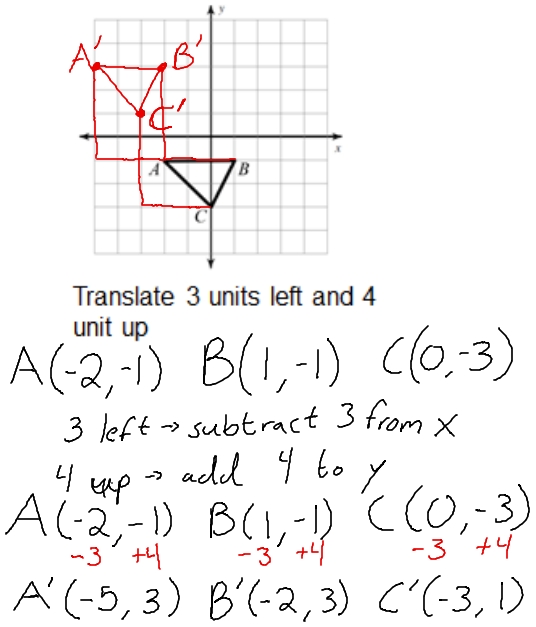 y
A' B'
C'
x
A B
C
Translate 3 units left and 4
unit up
A(-2,-1) B(1,-1) C(0,-3)
3 left → subtract 3 from x
4 up → add 4 to y
A(-2,-1) B(1,-1) C(0,-3)
-3 +4 -3 +4 -3 +4
A'(-5,3) B'(-2,3) C'(-3,1)